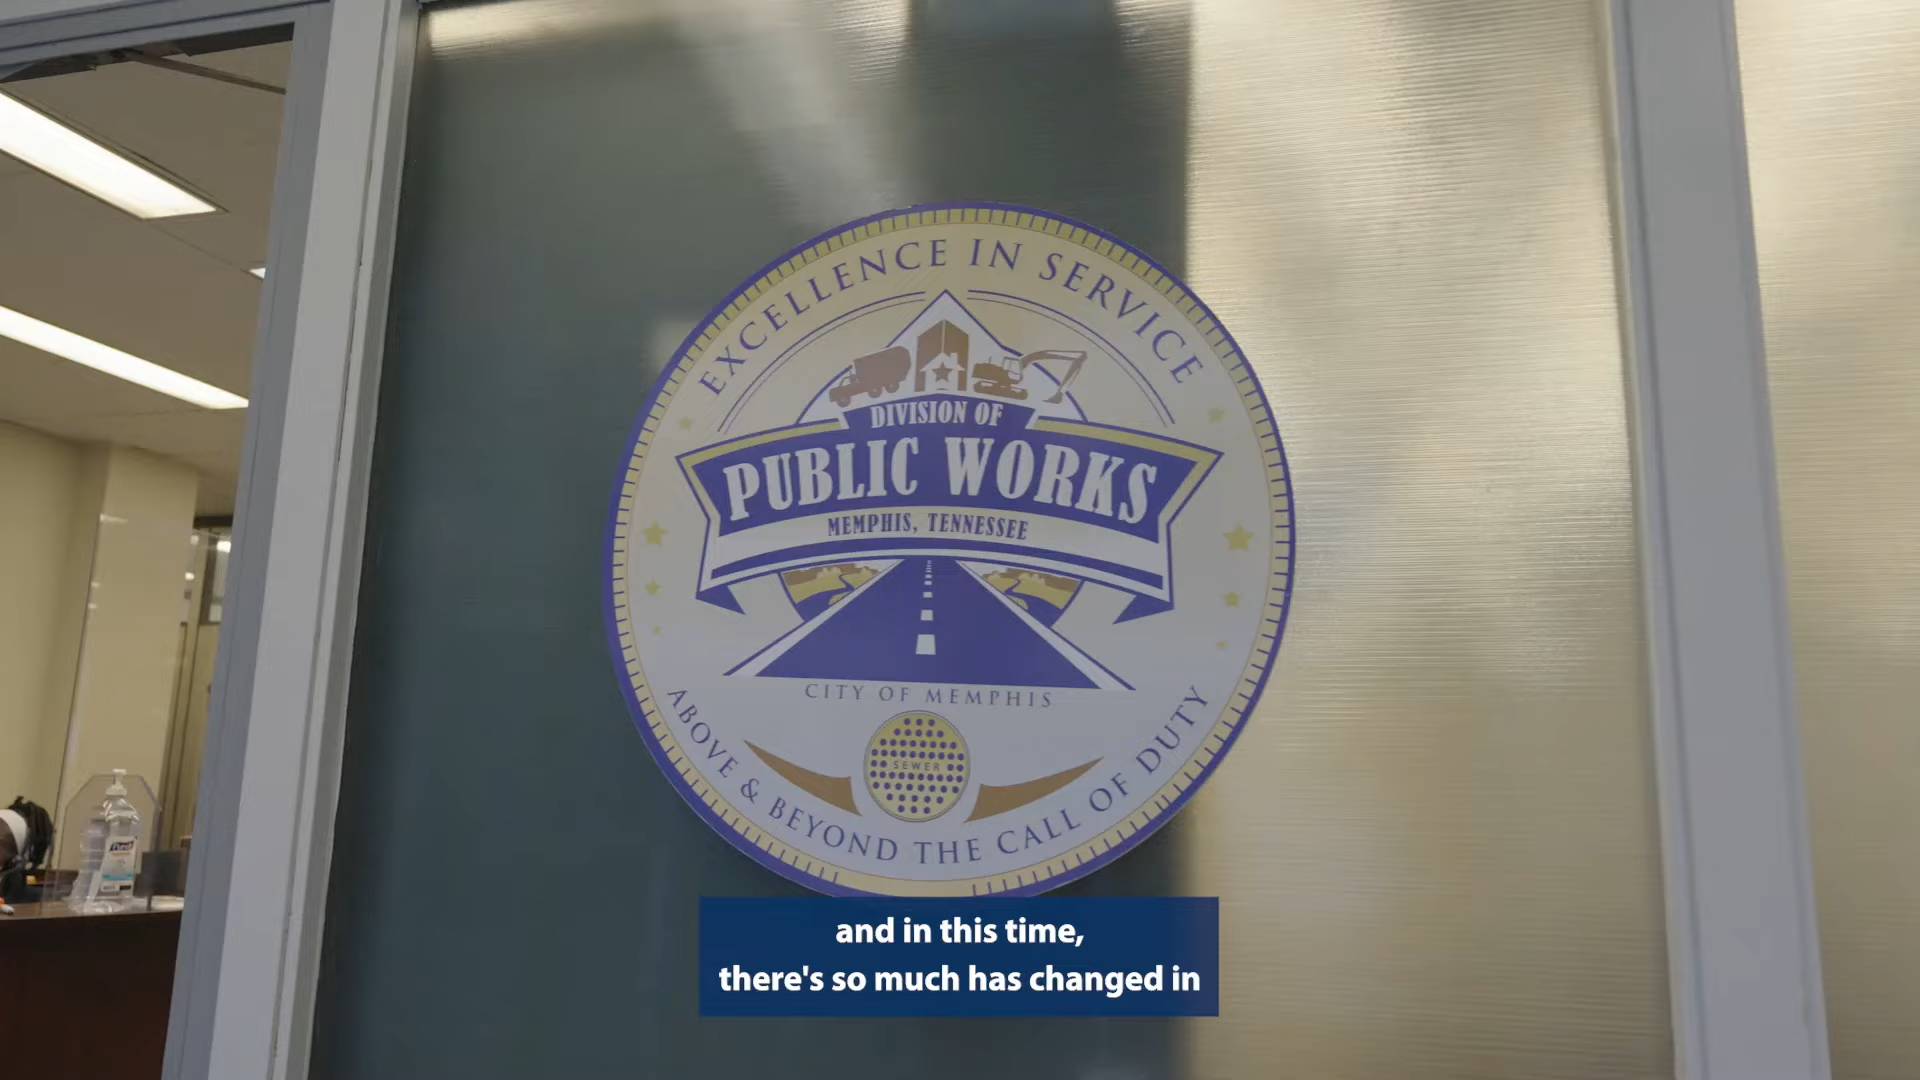 EXCELLENCE IN SERVICE
DIVISION OF
PUBLIC WORKS
MEMPHIS, TENNESSEE
CITY OF MEMPHIS
SEWER
ABOVE & BEYOND THE CALL OF DUTY
Purell
and in this time,
there's so much has changed in